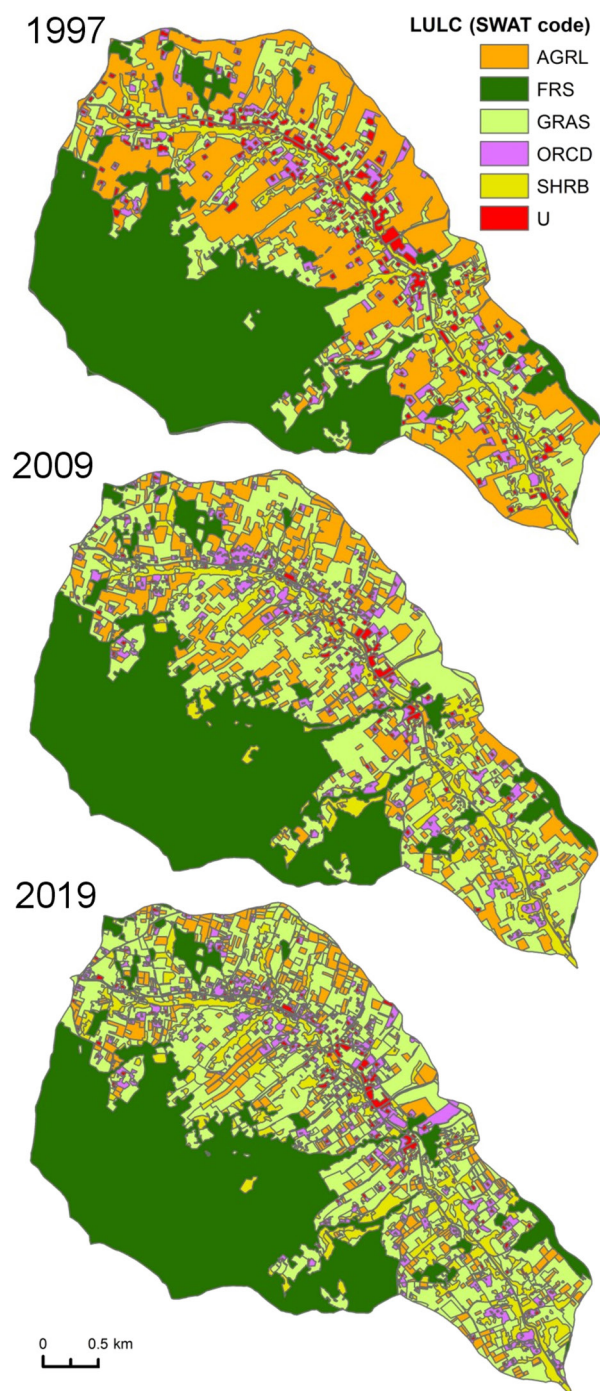 1997
LULC (SWAT code)
AGRL
FRS
GRAS
ORCD
SHRB
U
2009
2019
0 0.5 km